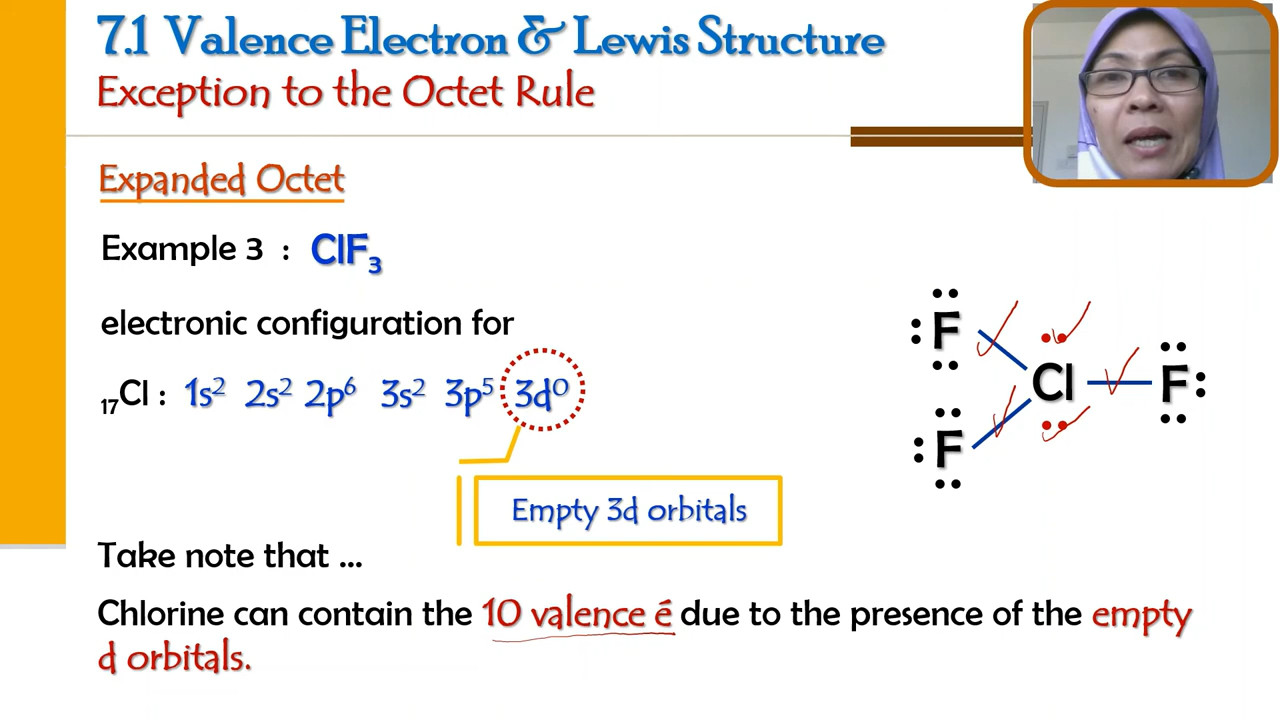 7.1 Valence Electron & Lewis Structure
Exception to the Octet Rule
Expanded Octet
Example 3 : ClF₃
electronic configuration for
₁₇Cl : 1s² 2s² 2p⁶ 3s² 3p⁵ 3d⁰
Empty 3d orbitals
F
Cl
F
F
Take note that ...
Chlorine can contain the 10 valence é due to the presence of the empty
d orbitals.